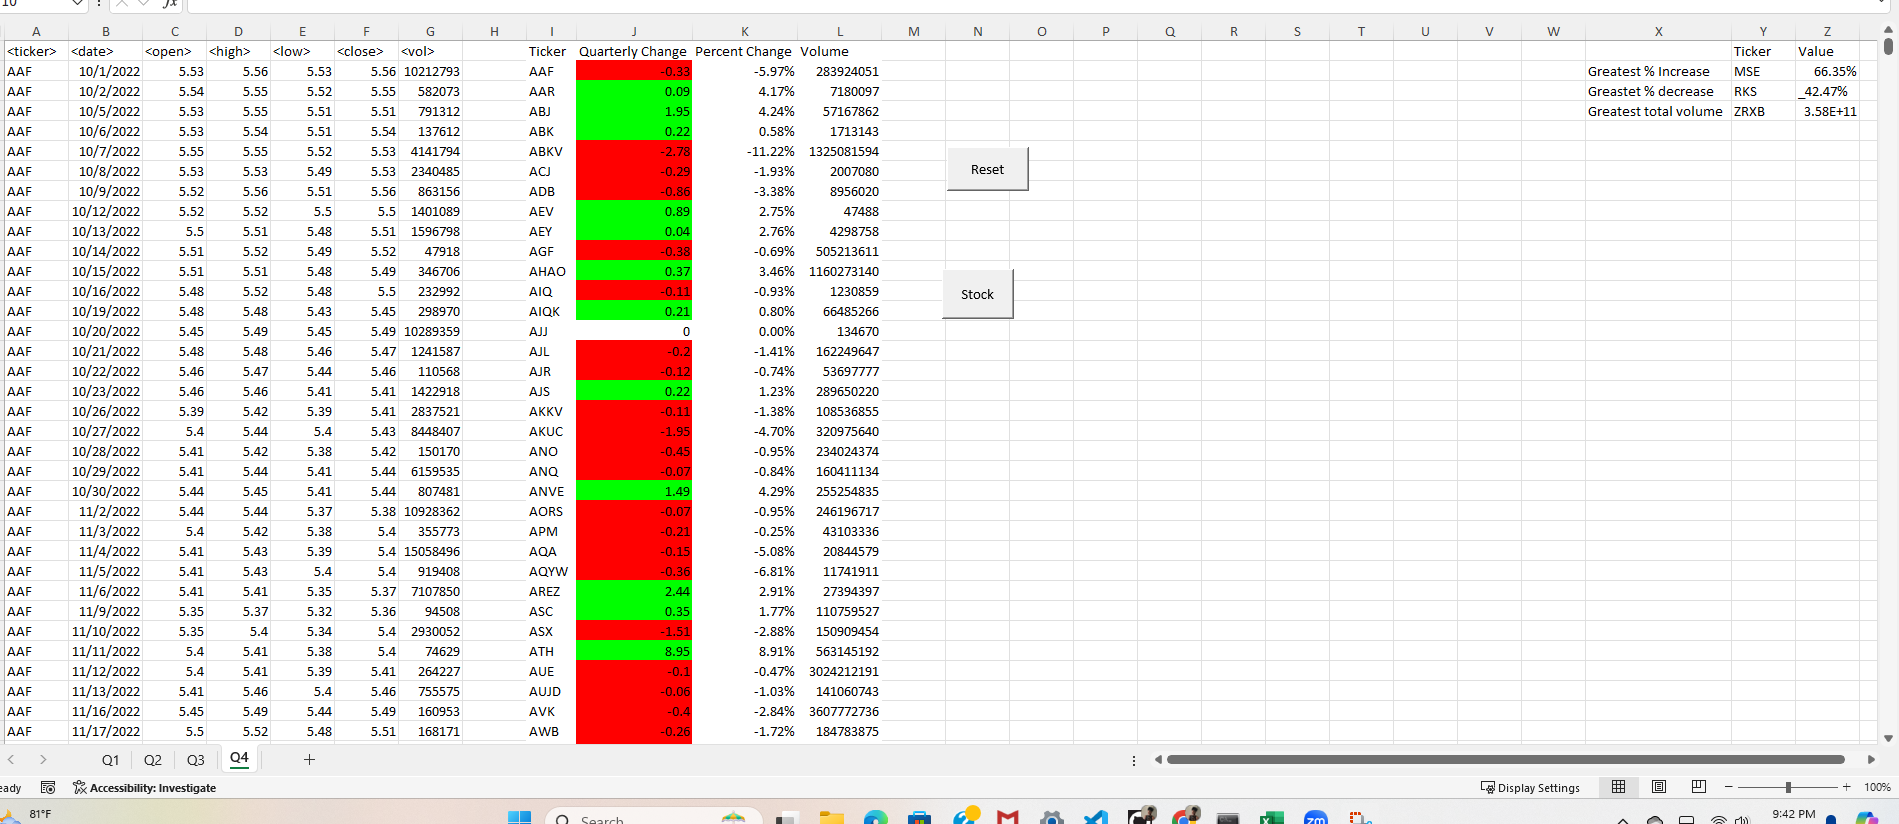 10 fx
A B C D E F G H I J K L M N O P Q R S T U V W X Y Z
<ticker> <date> <open> <high> <low> <close> <vol> Ticker Quarterly Change Percent Change Volume Ticker Value
AAF 10/1/2022 5.53 5.56 5.53 5.56 10212793 AAF -0.33 -5.97% 283924051 Greatest % Increase MSE 66.35%
AAF 10/2/2022 5.54 5.55 5.52 5.55 582073 AAR 0.09 4.17% 7180097 Greastet % decrease RKS _42.47%
AAF 10/5/2022 5.53 5.55 5.51 5.51 791312 ABJ 1.95 4.24% 57167862 Greatest total volume ZRXB 3.58E+11
AAF 10/6/2022 5.53 5.54 5.51 5.54 137612 ABK 0.22 0.58% 1713143
AAF 10/7/2022 5.55 5.55 5.52 5.53 4141794 ABKV -2.78 -11.22% 1325081594
AAF 10/8/2022 5.53 5.53 5.49 5.53 2340485 ACJ -0.29 -1.93% 2007080 Reset
AAF 10/9/2022 5.52 5.56 5.51 5.56 863156 ADB -0.86 -3.38% 8956020
AAF 10/12/2022 5.52 5.52 5.5 5.5 1401089 AEV 0.89 2.75% 47488
AAF 10/13/2022 5.5 5.51 5.48 5.51 1596798 AEY 0.04 2.76% 4298758
AAF 10/14/2022 5.51 5.52 5.49 5.52 47918 AGF -0.38 -0.69% 505213611
AAF 10/15/2022 5.51 5.51 5.48 5.49 346706 AHAO 0.37 3.46% 1160273140
AAF 10/16/2022 5.48 5.52 5.48 5.5 232992 AIQ -0.11 -0.93% 1230859 Stock
AAF 10/19/2022 5.48 5.48 5.43 5.45 298970 AIQK 0.21 0.80% 66485266
AAF 10/20/2022 5.45 5.49 5.45 5.49 10289359 AJJ 0 0.00% 134670
AAF 10/21/2022 5.48 5.48 5.46 5.47 1241587 AJL -0.2 -1.41% 162249647
AAF 10/22/2022 5.46 5.47 5.44 5.46 110568 AJR -0.12 -0.74% 53697777
AAF 10/23/2022 5.46 5.46 5.41 5.41 1422918 AJS 0.22 1.23% 289650220
AAF 10/26/2022 5.39 5.42 5.39 5.41 2837521 AKKV -0.11 -1.38% 108536855
AAF 10/27/2022 5.4 5.44 5.4 5.43 8448407 AKUC -1.95 -4.70% 320975640
AAF 10/28/2022 5.41 5.42 5.38 5.42 150170 ANO -0.45 -0.95% 234024374
AAF 10/29/2022 5.41 5.44 5.41 5.44 6159535 ANQ -0.07 -0.84% 160411134
AAF 10/30/2022 5.44 5.45 5.41 5.44 807481 ANVE 1.49 4.29% 255254835
AAF 11/2/2022 5.44 5.44 5.37 5.38 10928362 AORS -0.07 -0.95% 246196717
AAF 11/3/2022 5.4 5.42 5.38 5.4 355773 APM -0.21 -0.25% 43103336
AAF 11/4/2022 5.41 5.43 5.39 5.4 15058496 AQA -0.15 -5.08% 20844579
AAF 11/5/2022 5.41 5.43 5.4 5.4 919408 AQYW -0.36 -6.81% 11741911
AAF 11/6/2022 5.41 5.41 5.35 5.37 7107850 AREZ 2.44 2.91% 27394397
AAF 11/9/2022 5.35 5.37 5.32 5.36 94508 ASC 0.35 1.77% 110759527
AAF 11/10/2022 5.35 5.4 5.34 5.4 2930052 ASX -1.51 -2.88% 150909454
AAF 11/11/2022 5.4 5.41 5.38 5.4 74629 ATH 8.95 8.91% 563145192
AAF 11/12/2022 5.4 5.41 5.39 5.41 264227 AUE -0.1 -0.47% 3024212191
AAF 11/13/2022 5.41 5.46 5.4 5.46 755575 AUJD -0.06 -1.03% 141060743
AAF 11/16/2022 5.45 5.49 5.44 5.49 160953 AVK -0.4 -2.84% 3607772736
AAF 11/17/2022 5.5 5.52 5.48 5.51 168171 AWB -0.26 -1.72% 184783875
Q1 Q2 Q3 Q4 +
eady Accessibility: Investigate Display Settings 100%
81°F Search zm 9:42 PM